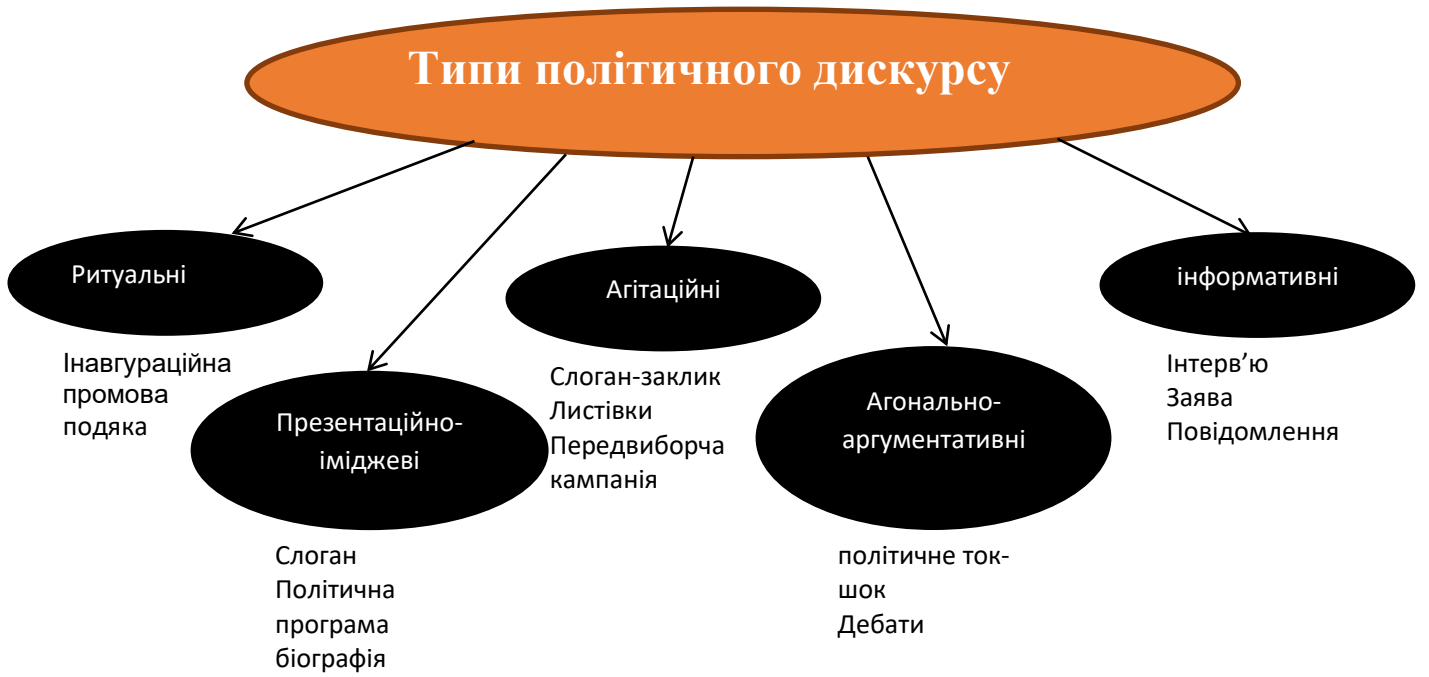 Типи політичного дискурсу
Ритуальні
Інавгураційна
промова
подяка
Презентаційно-
іміджеві
Слоган
Політична
програма
біографія
Агітаційні
Слоган-заклик
Листівки
Передвиборча
кампанія
Агонально-
аргументативні
політичне ток-
шок
Дебати
інформативні
Інтерв’ю
Заява
Повідомлення